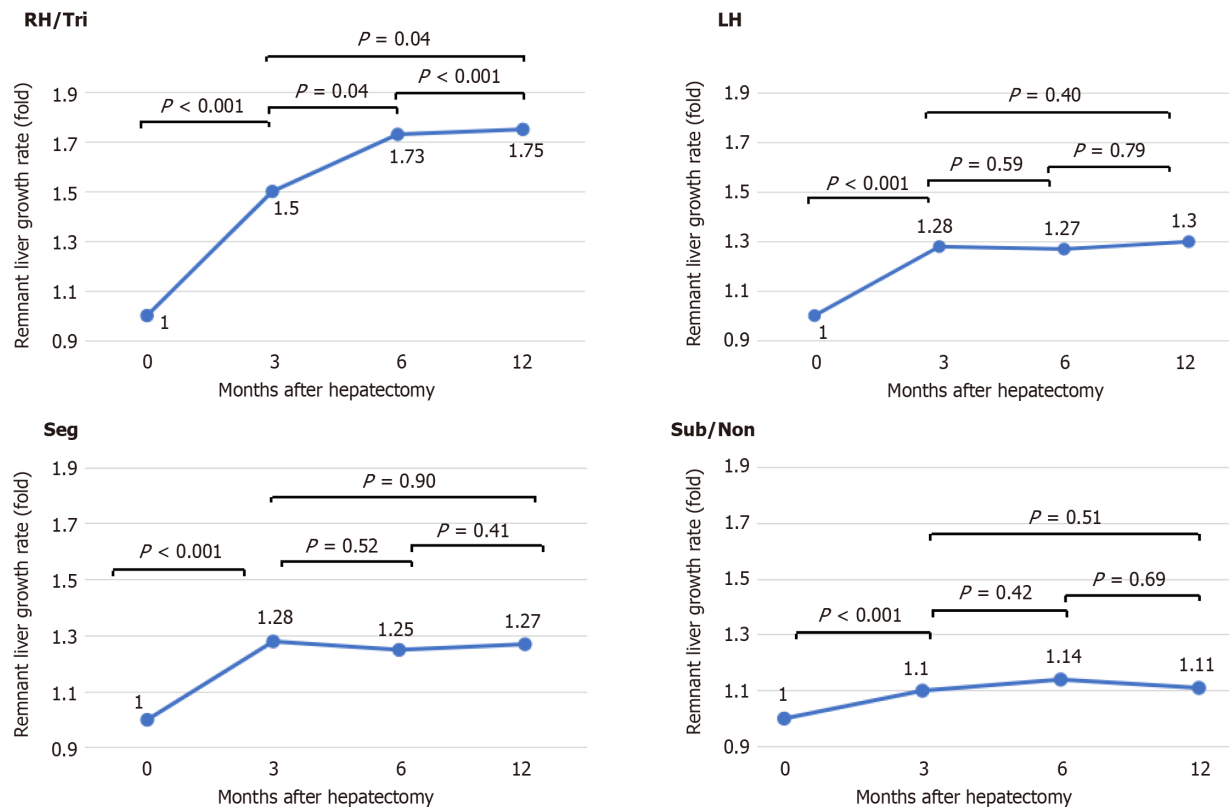 RH/Tri
Remnant liver growth rate (fold)
1.9
1.7
1.5
1.3
1.1
0.9
P < 0.001
P = 0.04
P = 0.04
P < 0.001
1
1.5
1.73
1.75
0
3
6
12
Months after hepatectomy
LH
Remnant liver growth rate (fold)
1.9
1.7
1.5
1.3
1.1
0.9
P < 0.001
P = 0.40
P = 0.59
P = 0.79
1
1.28
1.27
1.3
0
3
6
12
Months after hepatectomy
Seg
Remnant liver growth rate (fold)
1.9
1.7
1.5
1.3
1.1
0.9
P < 0.001
P = 0.90
P = 0.52
P = 0.41
1
1.28
1.25
1.27
0
3
6
12
Months after hepatectomy
Sub/Non
Remnant liver growth rate (fold)
1.9
1.7
1.5
1.3
1.1
0.9
P < 0.001
P = 0.51
P = 0.42
P = 0.69
1
1.1
1.14
1.11
0
3
6
12
Months after hepatectomy